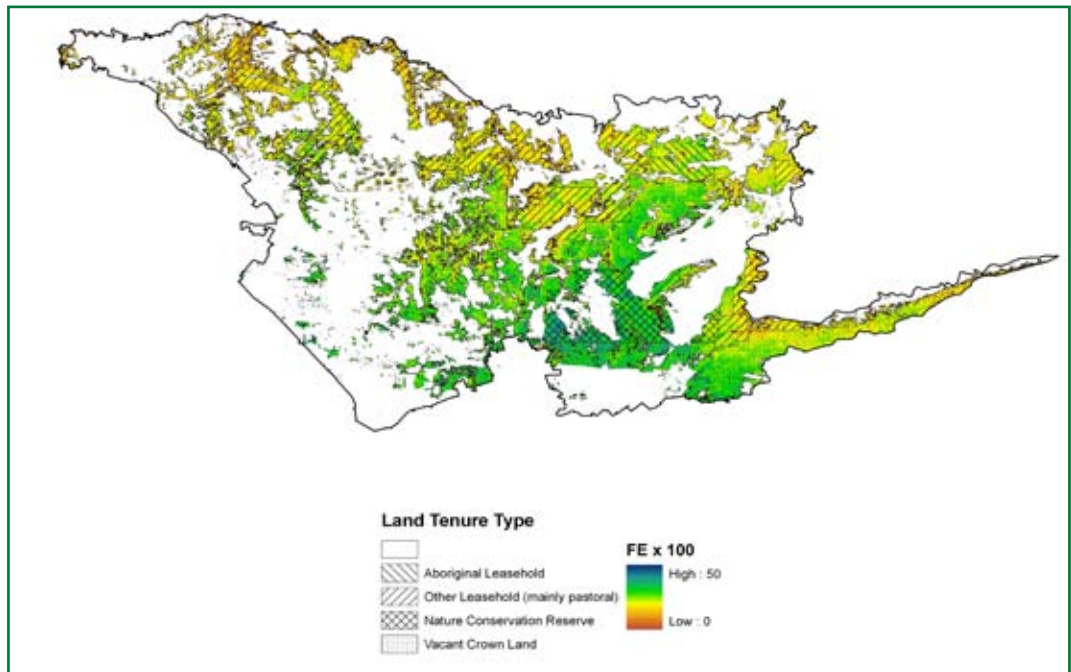 Land Tenure Type
Aboriginal Leasehold
Other Leasehold (mainly pastoral)
Nature Conservation Reserve
Vacant Crown Land
FE x 100
High : 50
Low : 0